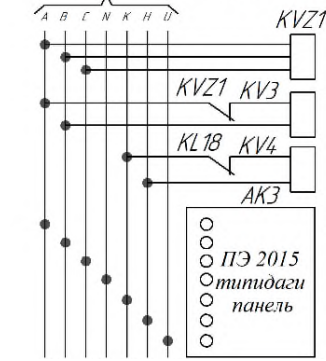 A B C N K H U
KVZ1
KVZ1 KV3
KL18 KV4
AK3
ПЭ 2015
типидаги
панель